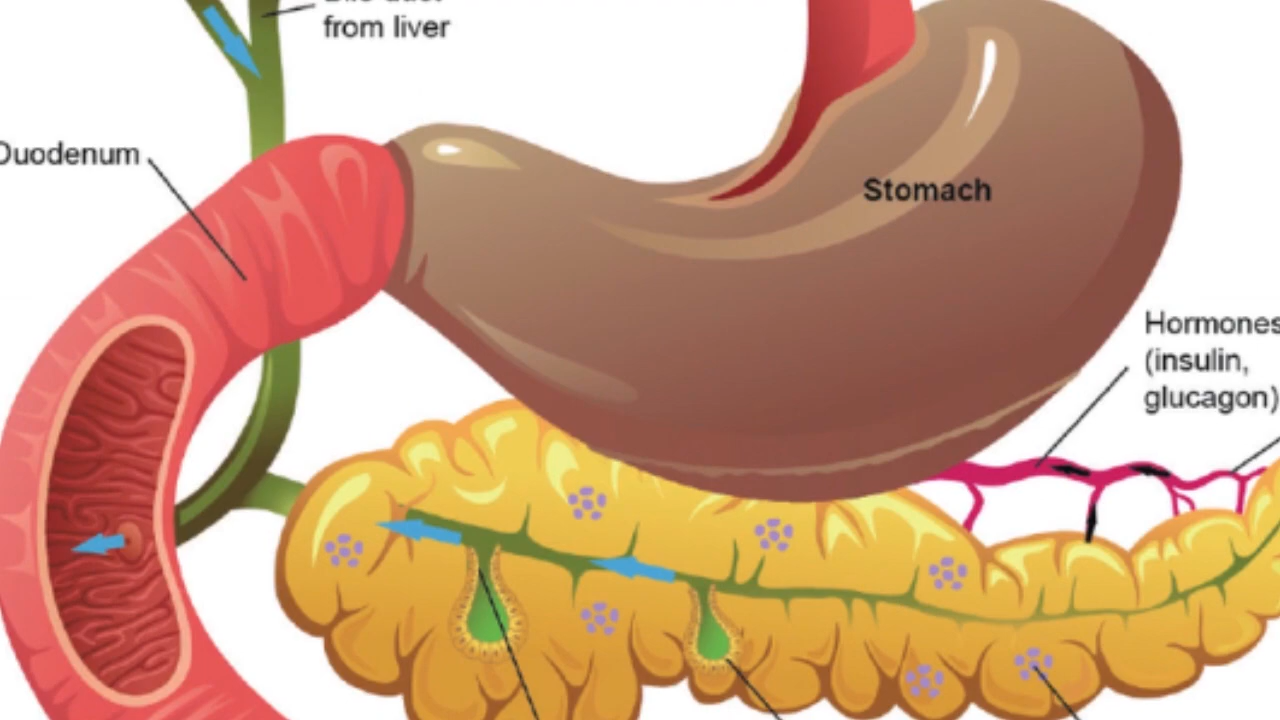 from liver
Duodenum
Stomach
Hormones
(insulin,
glucagon)